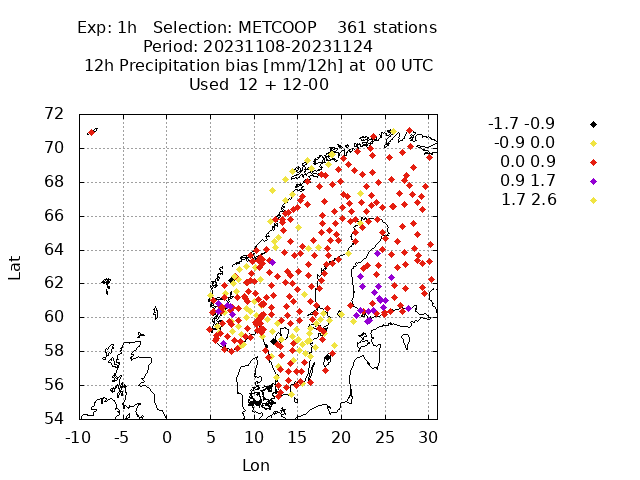 Exp: 1h   Selection: METCOOP    361 stations
Period: 20231108-20231124
12h Precipitation bias [mm/12h] at  00 UTC
Used  12 + 12-00
72
70
68
66
64
62
60
58
56
54
-10 -5 0 5 10 15 20 25 30
Lat
Lon
-1.7 -0.9
-0.9 0.0
0.0 0.9
0.9 1.7
1.7 2.6